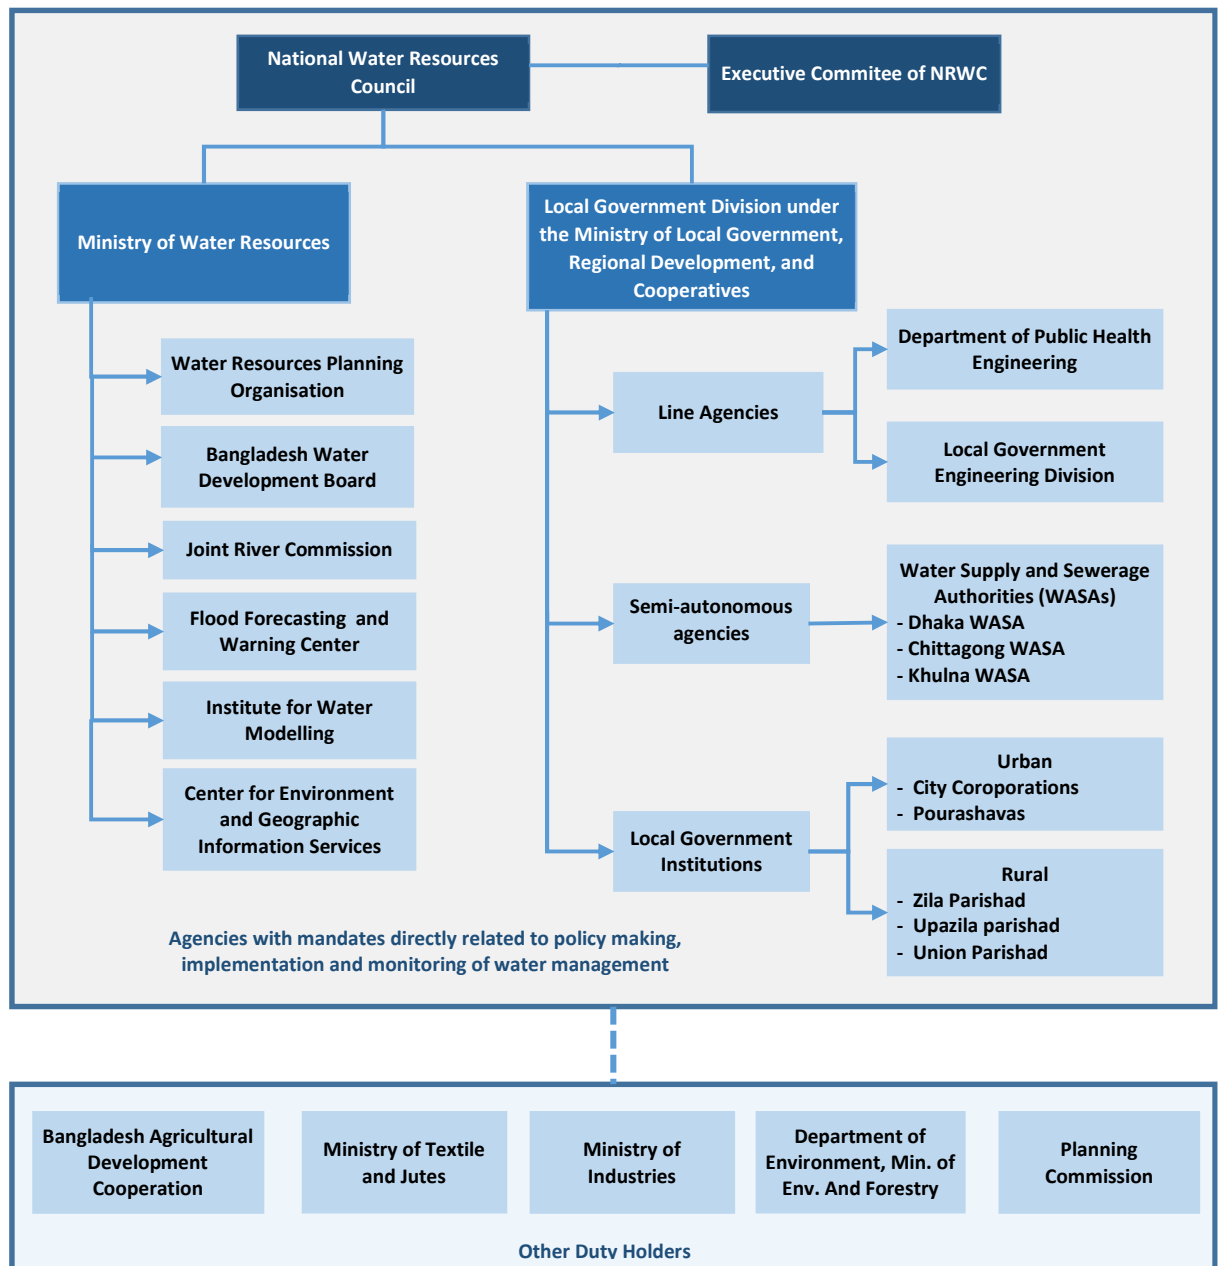 National Water Resources
Council
Executive Commitee of NRWC
Ministry of Water Resources
Local Government Division under
the Ministry of Local Government,
Regional Development, and
Cooperatives
Water Resources Planning
Organisation
Bangladesh Water
Development Board
Joint River Commission
Flood Forecasting and
Warning Center
Institute for Water
Modelling
Center for Environment
and Geographic
Information Services
Line Agencies
Department of Public Health
Engineering
Local Government
Engineering Division
Semi-autonomous
agencies
Water Supply and Sewerage
Authorities (WASAs)
- Dhaka WASA
- Chittagong WASA
- Khulna WASA
Local Government
Institutions
Urban
- City Coroporations
- Pourashavas
Rural
- Zila Parishad
- Upazila parishad
- Union Parishad
Agencies with mandates directly related to policy making,
implementation and monitoring of water management
Bangladesh Agricultural
Development
Cooperation
Ministry of Textile
and Jutes
Ministry of
Industries
Department of
Environment, Min. of
Env. And Forestry
Planning
Commission
Other Duty Holders